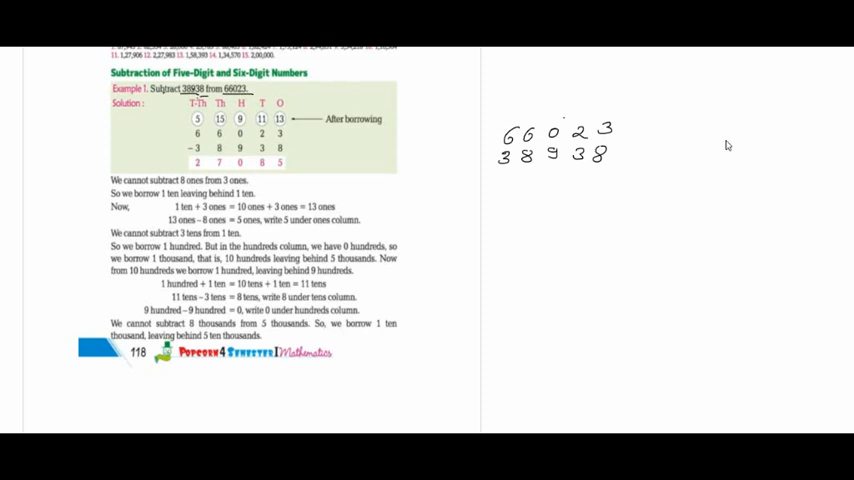 11. 1,27,906 12. 2,27,983 13. 1,58,393 14. 1,34,570 15. 2,00,000.
Subtraction of Five-Digit and Six-Digit Numbers
Example 1. Subtract 38938 from 66023.
Solution : T-Th Th H T O
5 15 9 11 13 After borrowing
6 6 0 2 3
−3 8 9 3 8
2 7 0 8 5
We cannot subtract 8 ones from 3 ones.
So we borrow 1 ten leaving behind 1 ten.
Now, 1 ten + 3 ones = 10 ones + 3 ones = 13 ones
13 ones – 8 ones = 5 ones, write 5 under ones column.
We cannot subtract 3 tens from 1 ten.
So we borrow 1 hundred. But in the hundreds column, we have 0 hundreds, so
we borrow 1 thousand, that is, 10 hundreds leaving behind 5 thousands. Now
from 10 hundreds we borrow 1 hundred, leaving behind 9 hundreds.
1 hundred + 1 ten = 10 tens + 1 ten = 11 tens
11 tens – 3 tens = 8 tens, write 8 under tens column.
9 hundred – 9 hundred = 0, write 0 under hundreds column.
We cannot subtract 8 thousands from 5 thousands. So, we borrow 1 ten
thousand, leaving behind 5 ten thousands.
118 POPCORN 4 SEMESTER I Mathematics
6 6 0 2 3
3 8 9 3 8